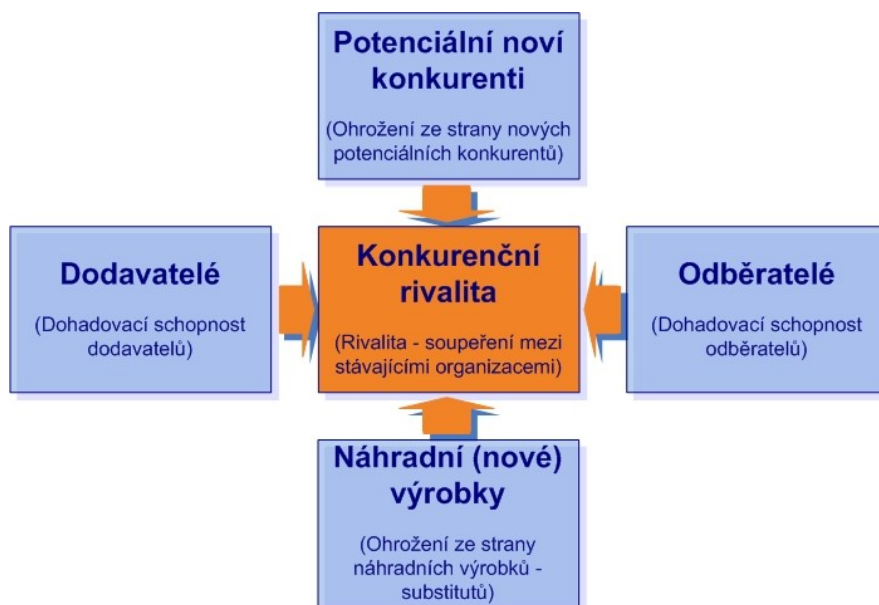 Potenciální noví
konkurenti
(Ohrožení ze strany nových
potenciálních konkurentů)
Dodavatelé
(Dohadovací schopnost
dodavatelů)
Konkurenční
rivalita
(Rivalita - soupeření mezi
stávajícími organizacemi)
Odběratelé
(Dohadovací schopnost
odběratelů)
Náhradní (nové)
výrobky
(Ohrožení ze strany
náhradních výrobků -
substitutů)